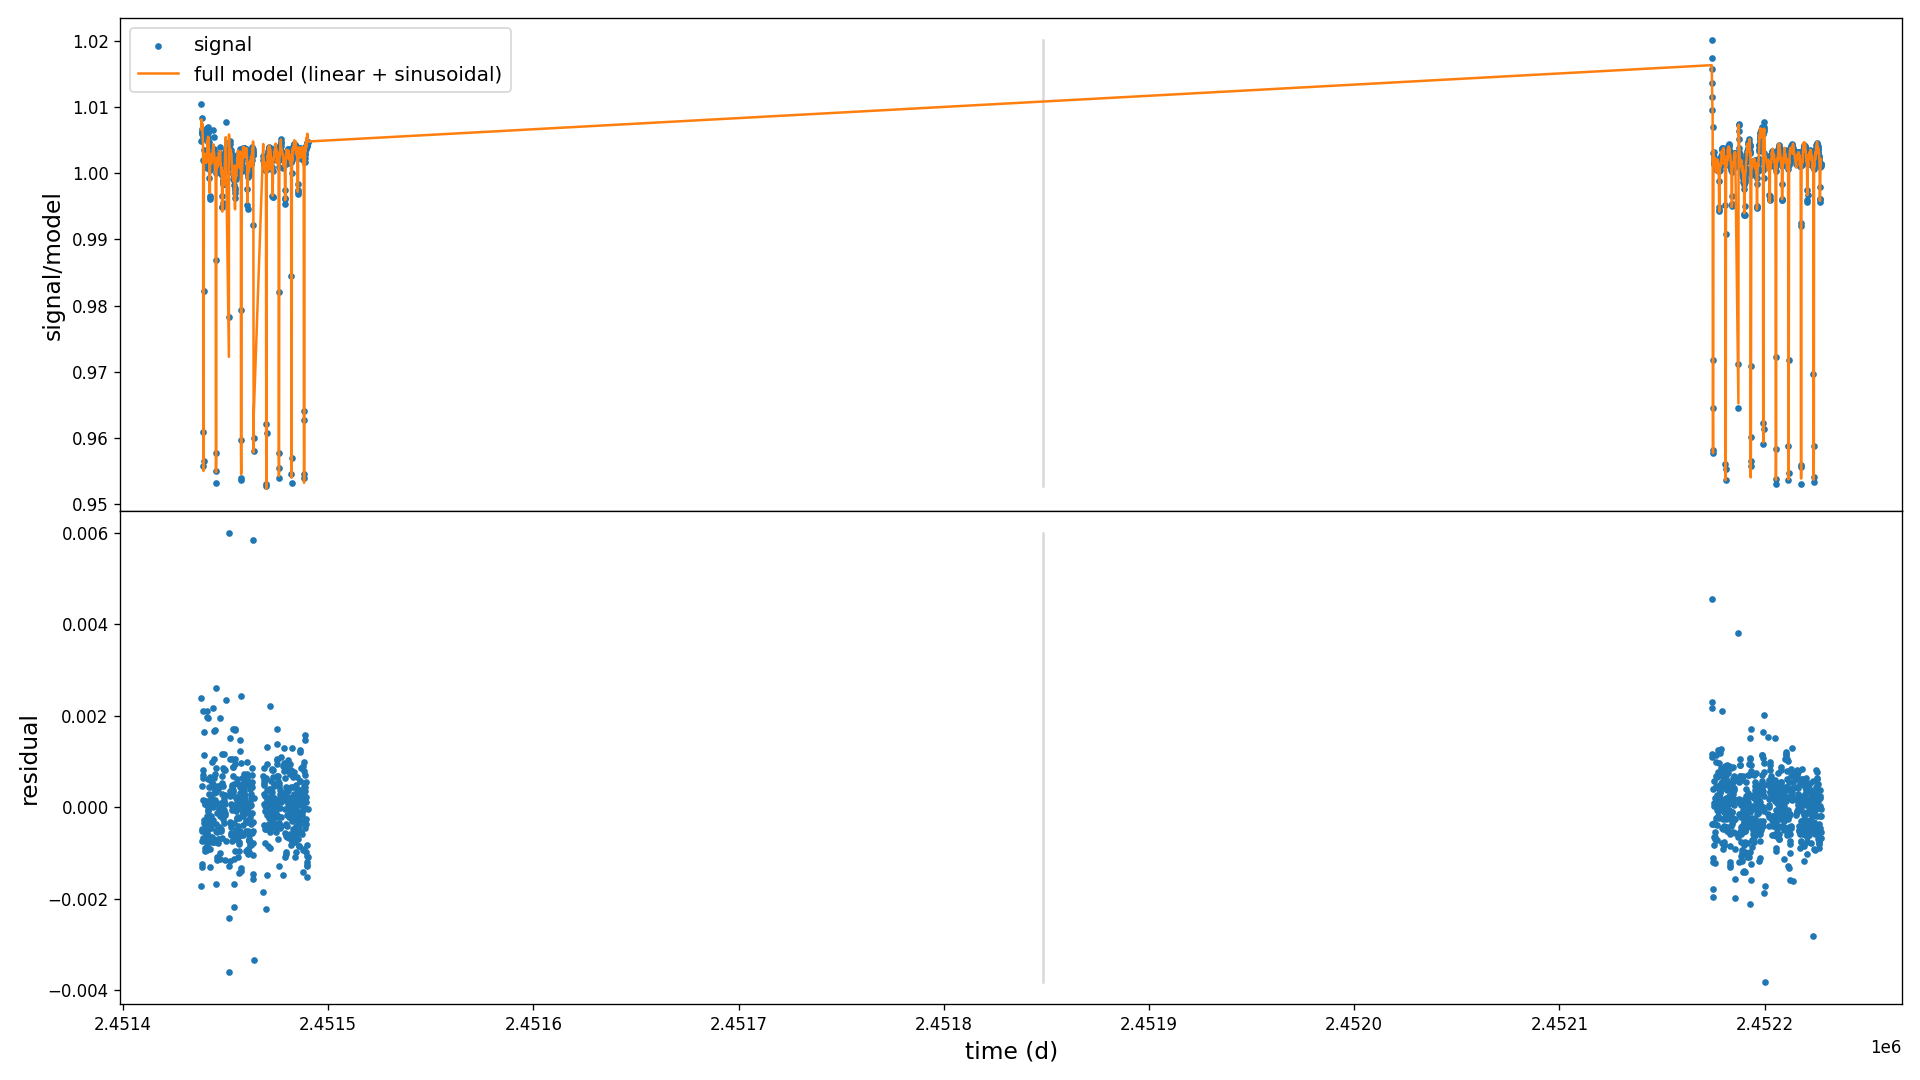 signal
full model (linear + sinusoidal)
signal/model
1.02
1.01
1.00
0.99
0.98
0.97
0.96
0.95
residual
0.006
0.004
0.002
0.000
−0.002
−0.004
2.4514 2.4515 2.4516 2.4517 2.4518 2.4519 2.4520 2.4521 2.4522
1e6
time (d)